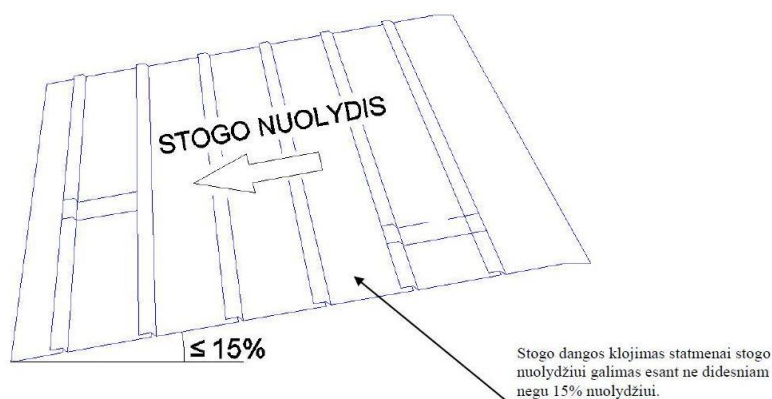 STOGO NUOLYDIS
≤ 15%
Stogo dangos klojimas statmenai stogo
nuolydžiui galimas esant ne didesniam
negu 15% nuolydžiui.